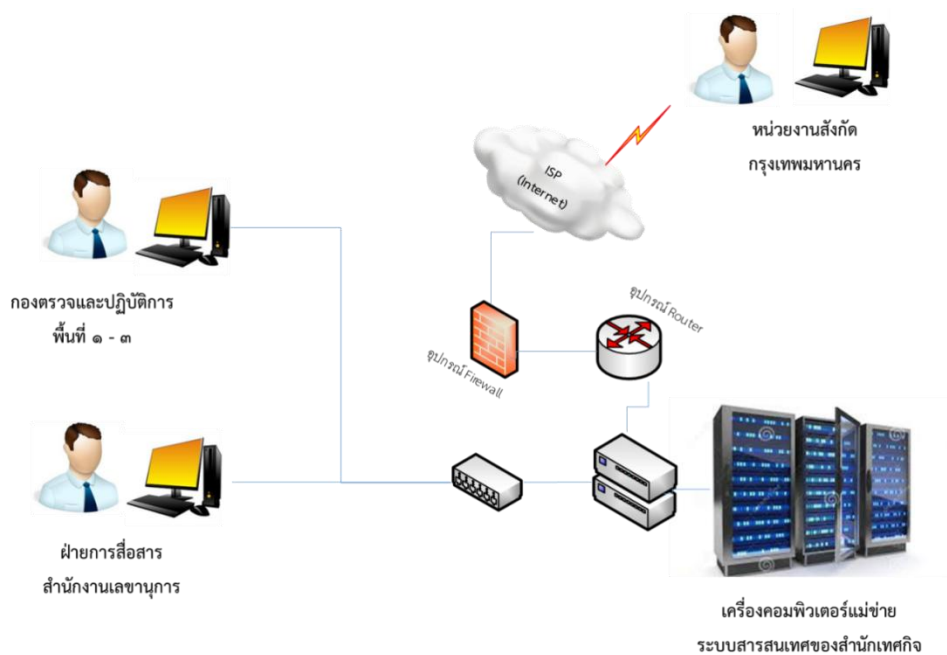 หน่วยงานสังกัด
กรุงเทพมหานคร
ISP
(Internet)
กองตรวจและปฏิบัติการ
พื้นที่ ๑ - ๓
อุปกรณ์ Router
อุปกรณ์ Firewall
ฝ่ายการสื่อสาร
สำนักงานเลขานุการ
เครื่องคอมพิวเตอร์แม่ข่าย
ระบบสารสนเทศของสำนักเทศกิจ